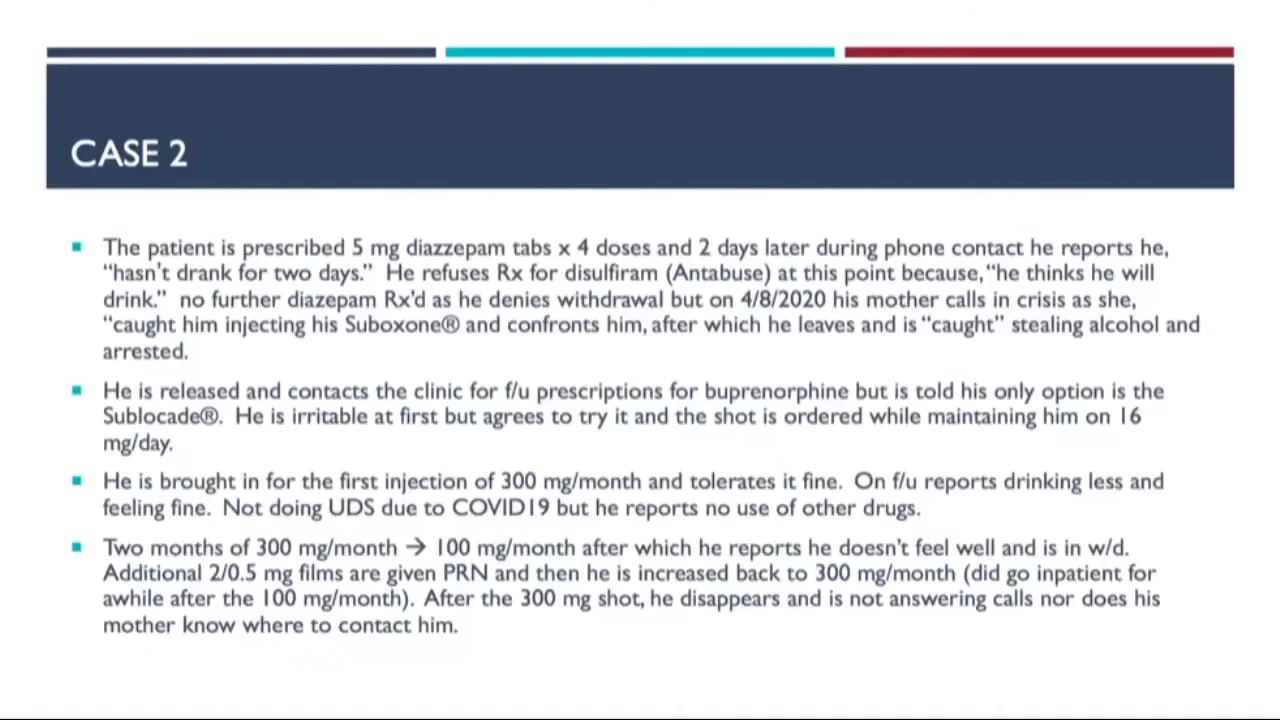 CASE 2
The patient is prescribed 5 mg diazzepam tabs x 4 doses and 2 days later during phone contact he reports he,
“hasn’t drank for two days.”  He refuses Rx for disulfiram (Antabuse) at this point because, “he thinks he will
drink.”  no further diazepam Rx’d as he denies withdrawal but on 4/8/2020 his mother calls in crisis as she,
“caught him injecting his Suboxone® and confronts him, after which he leaves and is “caught” stealing alcohol and
arrested.
He is released and contacts the clinic for f/u prescriptions for buprenorphine but is told his only option is the
Sublocade®.  He is irritable at first but agrees to try it and the shot is ordered while maintaining him on 16
mg/day.
He is brought in for the first injection of 300 mg/month and tolerates it fine.  On f/u reports drinking less and
feeling fine.  Not doing UDS due to COVID19 but he reports no use of other drugs.
Two months of 300 mg/month → 100 mg/month after which he reports he doesn’t feel well and is in w/d.
Additional 2/0.5 mg films are given PRN and then he is increased back to 300 mg/month (did go inpatient for
awhile after the 100 mg/month).  After the 300 mg shot, he disappears and is not answering calls nor does his
mother know where to contact him.